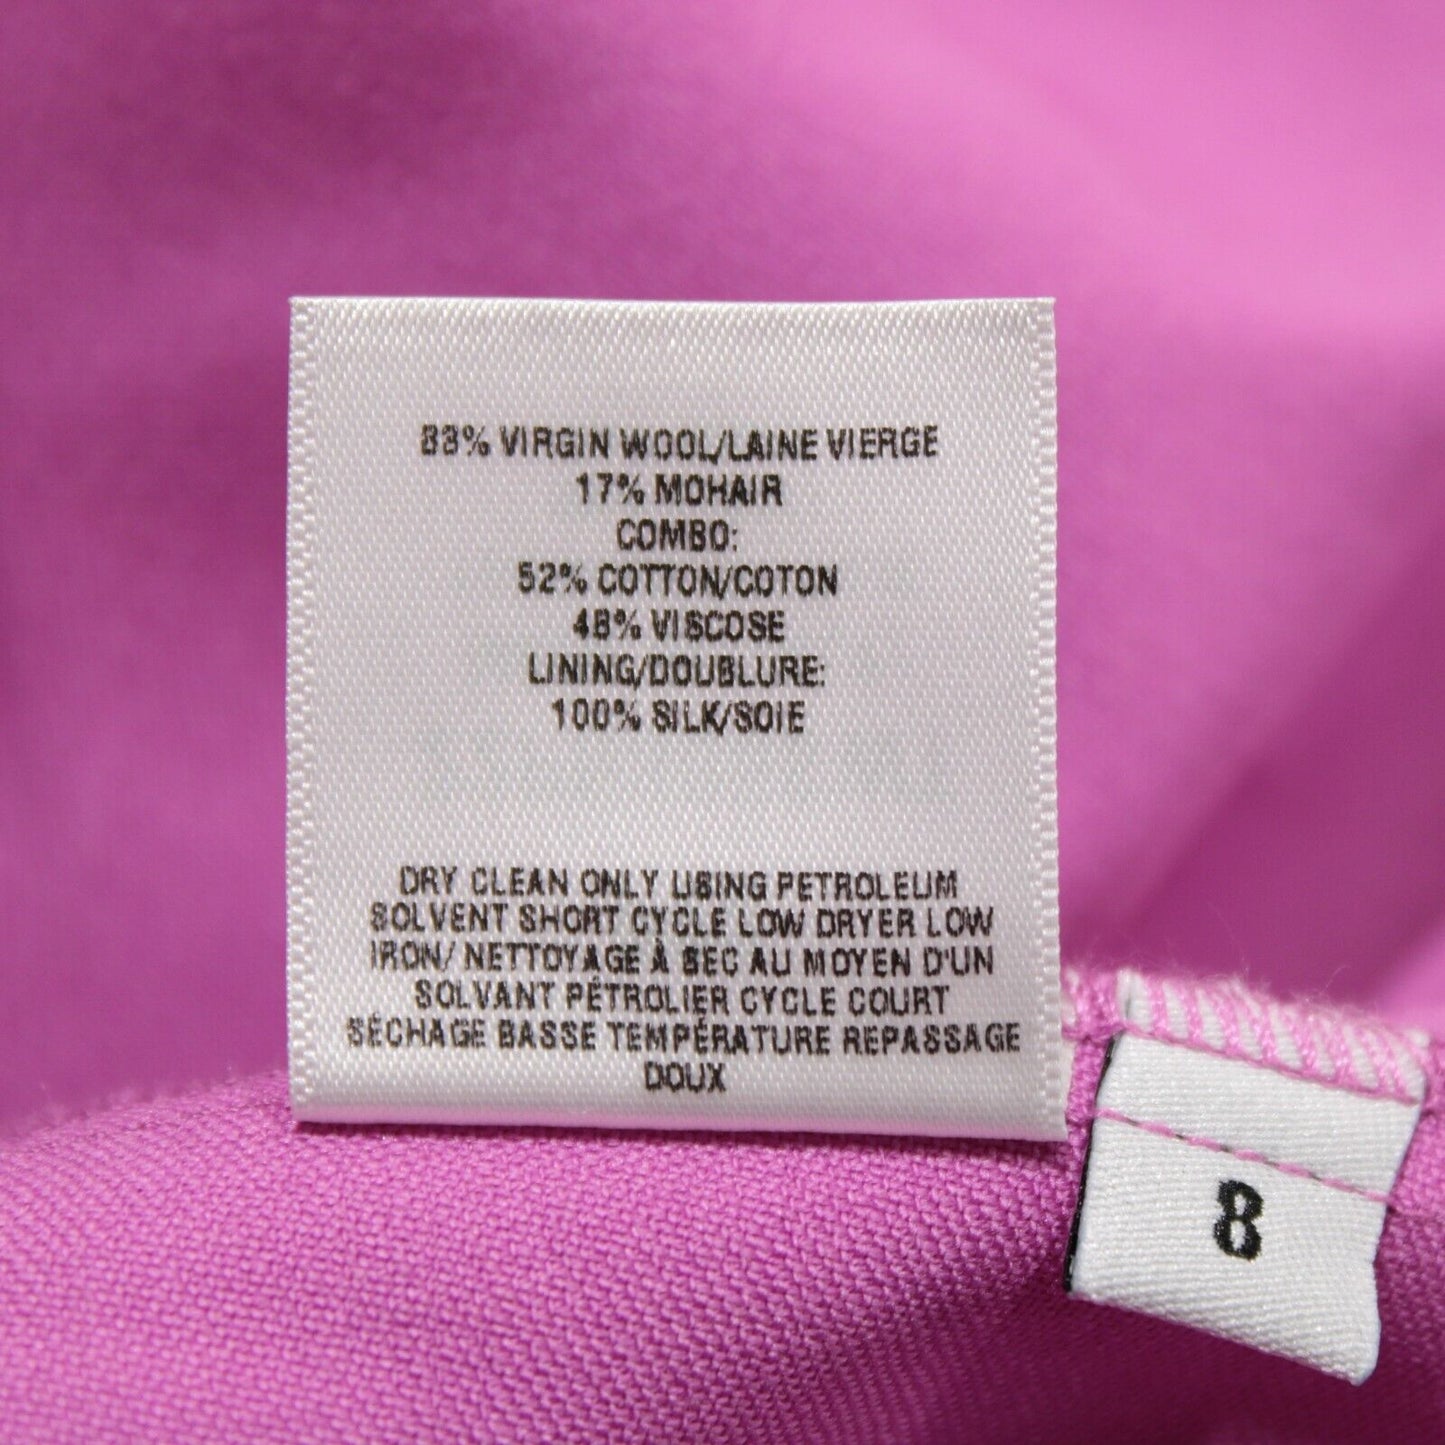 83% VIRGIN WOOL/LAINE VIERGE
17% MOHAIR
COMBO:
52% COTTON/COTON
48% VISCOSE
LINING/DOUBLURE:
100% SILK/SOIE
DRY CLEAN ONLY USING PETROLEUM
SOLVENT SHORT CYCLE LOW DRYER LOW
IRON/ NETTOYAGE À SEC AU MOYEN D'UN
SOLVANT PÉTROLIER CYCLE COURT
SÉCHAGE BASSE TEMPÉRATURE REPASSAGE
DOUX
8